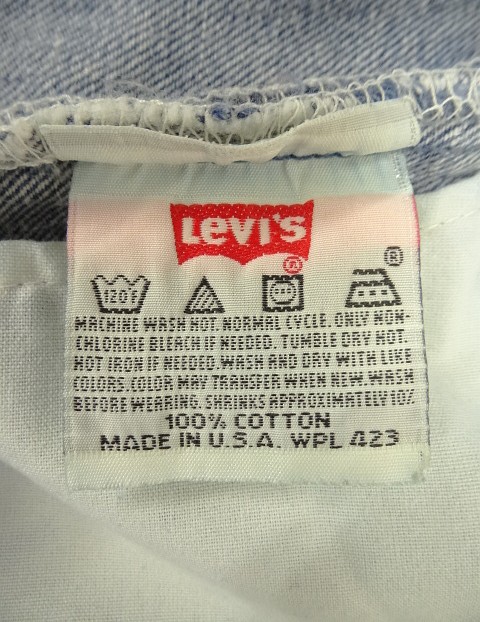 Levi's
®
®
120
MACHINE WASH HOT. NORMAL CYCLE. ONLY NON-
CHLORINE BLEACH IF NEEDED. TUMBLE DRY HOT
HOT IRON IF NEEDED. WASH AND DRY WITH LIKE
COLORS. COLOR MAY TRANSFER WHEN NEW. WASH
BEFORE WEARING. SHRINKS APPROXIMATELY 10%
100% COTTON
MADE IN U.S.A. WPL 423